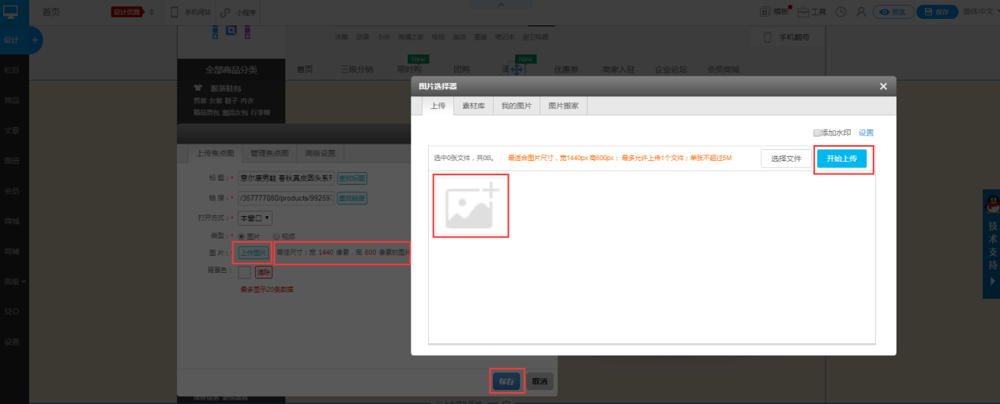 首页 设计页面 手机网站 小程序 模板 工具 预览 保存 简体中文
设计 +
栏目
商品
文章
图册
会员
商城
商铺
高级
SEO
设置
冰箱 空调 小米 海澜之家 电视 童装 笔记本 厨卫电器
手机靓号
全部商品分类 首页 三级分销 New 限时购 团购 New 优惠券 商家入驻 企业论坛 会员商城
服装鞋包
男装 女装 鞋子 内衣
精品男包 潮流女包 行李箱
上传焦点图 管理焦点图 高级设置
标 题：* 意尔康男鞋 春秋真皮圆头系 查找标题
链 接：* /357777080/products/99259 查找链接
打开方式：* 本窗口
类型：* 图片 视频
图 片：* 上传图片 最佳尺寸：宽 1440 像素，高 600 像素的图片
背景色： 清除
最多显示20条数据
保存 取消
图片选择器
上传 素材库 我的图片 图片搬家
添加水印 设置
选中0张文件，共0B。 最适合图片尺寸，宽1440px 高600px； 最多允许上传1个文件；单张不超过5M 选择文件 开始上传
技
术
支
持